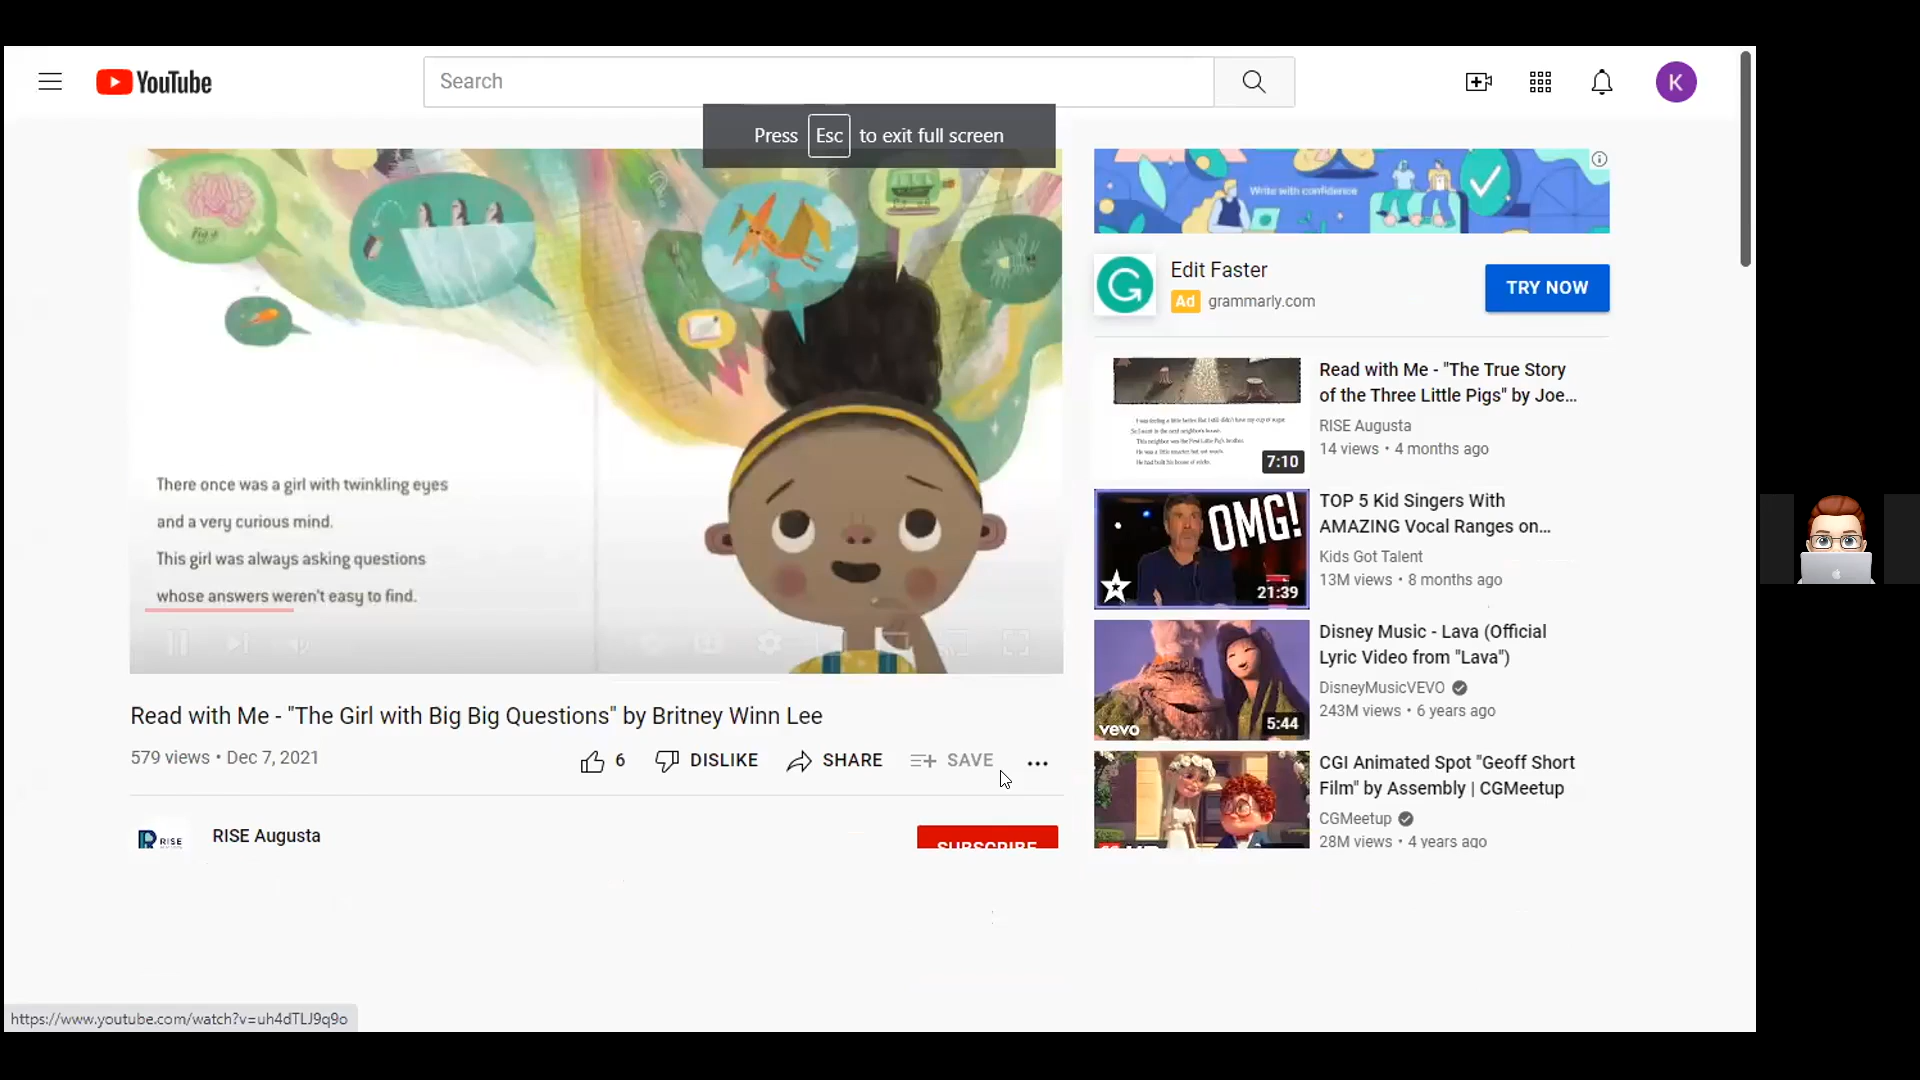 YouTube
Search
K
Press Esc to exit full screen
Fig 4
There once was a girl with twinkling eyes
and a very curious mind.
This girl was always asking questions
whose answers weren't easy to find.
Read with Me - "The Girl with Big Big Questions" by Britney Winn Lee
579 views • Dec 7, 2021
6
DISLIKE
SHARE
SAVE
RISE
RISE Augusta
SUBSCRIBE
Write with confidence
Edit Faster
Ad grammarly.com
TRY NOW
7:10
Read with Me - "The True Story
of the Three Little Pigs" by Joe...
RISE Augusta
14 views • 4 months ago
OMG!
21:39
TOP 5 Kid Singers With
AMAZING Vocal Ranges on...
Kids Got Talent
13M views • 8 months ago
vevo
5:44
Disney Music - Lava (Official
Lyric Video from "Lava")
DisneyMusicVEVO
243M views • 6 years ago
CGI Animated Spot "Geoff Short
Film" by Assembly | CGMeetup
CGMeetup
28M views • 4 years ago
https://www.youtube.com/watch?v=uh4dTLJ9q9o